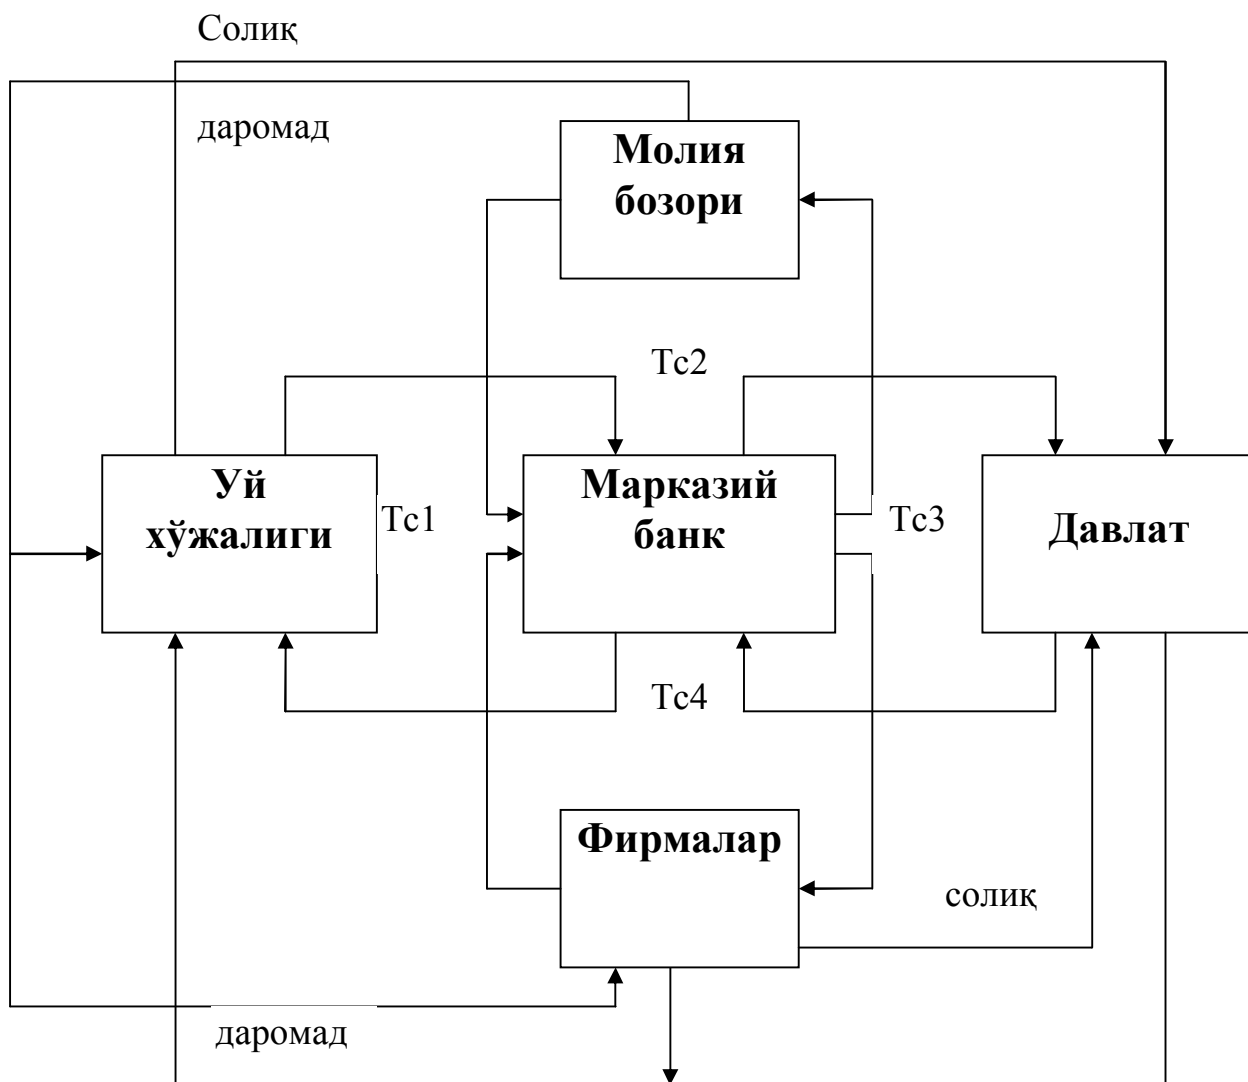 Солиқ
даромад
Молия
бозори
Тс2
Уй
хўжалиги
Тс1
Марказий
банк
Тс3
Давлат
Тс4
Фирмалар
солиқ
даромад